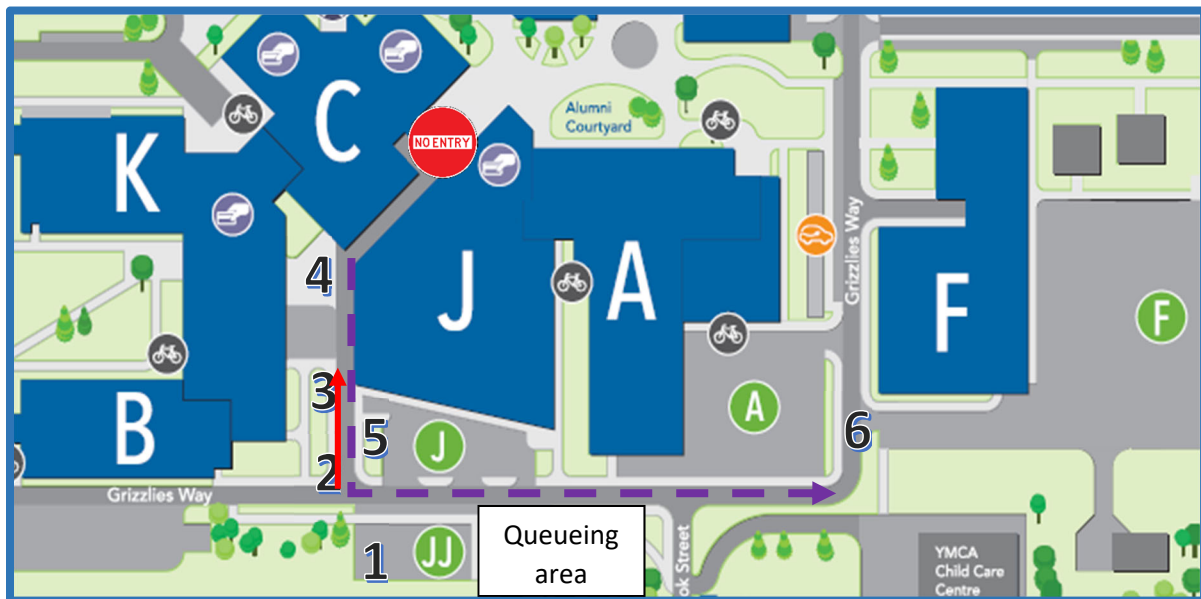 C
K
NO ENTRY
Alumni
Courtyard
J
A
F
Grizzlies Way
F
4
3
B
5
J
A
6
2
Grizzlies Way
1
JJ
Queueing
area
ok Street
YMCA
Child Care
Centre